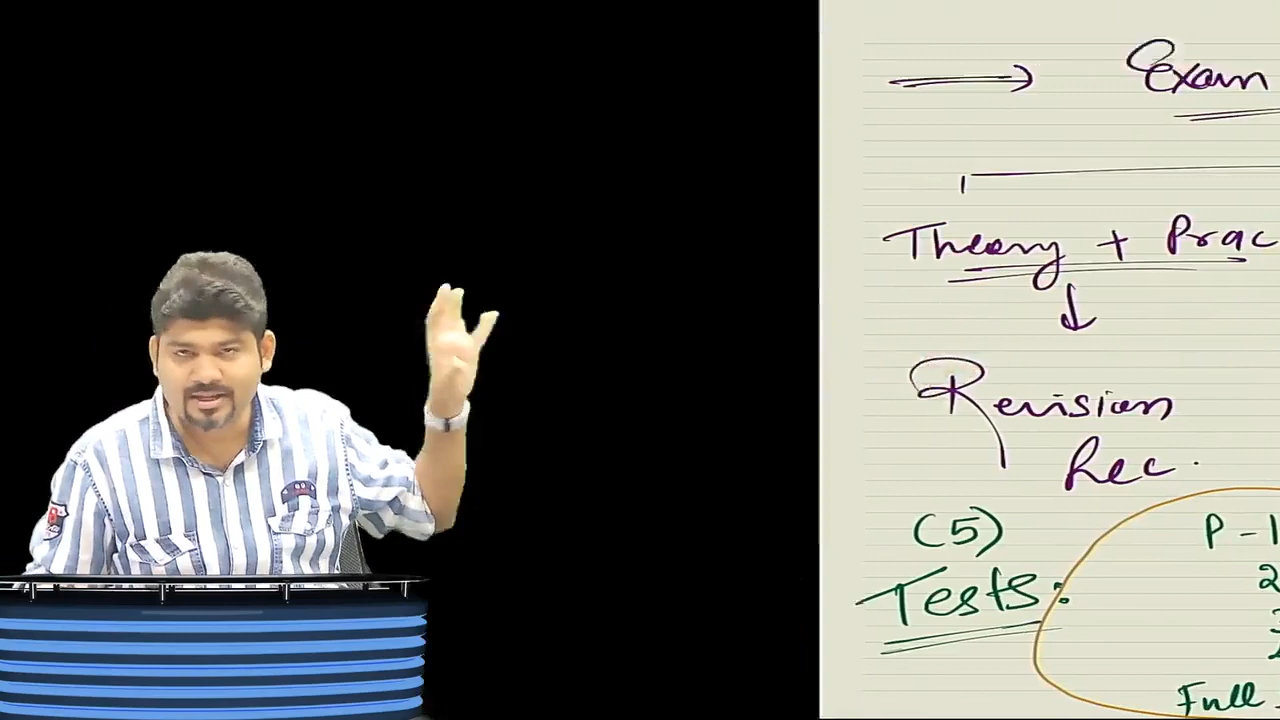 → Exam
Theory + Prac
↓
Revision
Rec.
(5)
Tests:
P-1
2
Full